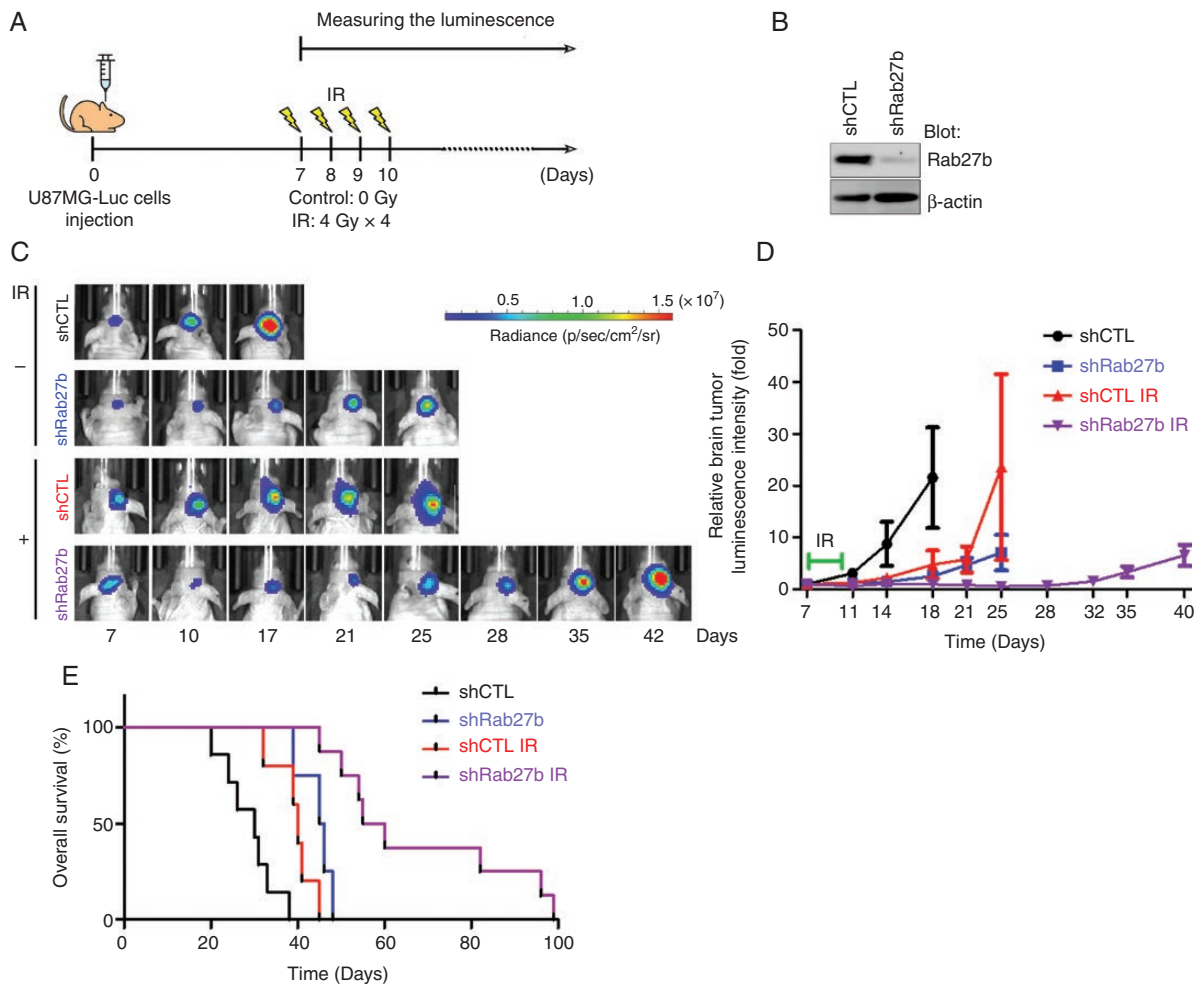 A
Measuring the luminescence
IR
0
7
8
9
10
(Days)
U87MG-Luc cells
injection
Control: 0 Gy
IR: 4 Gy × 4
B
shCTL
shRab27b
Blot:
Rab27b
β-actin
C
IR
–
+
shCTL
shRab27b
shCTL
shRab27b
0.5
1.0
1.5 (× 10⁷)
Radiance (p/sec/cm²/sr)
7
10
17
21
25
28
35
42
Days
D
Relative brain tumor
luminescence intensity (fold)
50
40
30
20
10
0
IR
shCTL
shRab27b
shCTL IR
shRab27b IR
7
11
14
18
21
25
28
32
35
40
Time (Days)
E
Overall survival (%)
100
50
0
shCTL
shRab27b
shCTL IR
shRab27b IR
0
20
40
60
80
100
Time (Days)